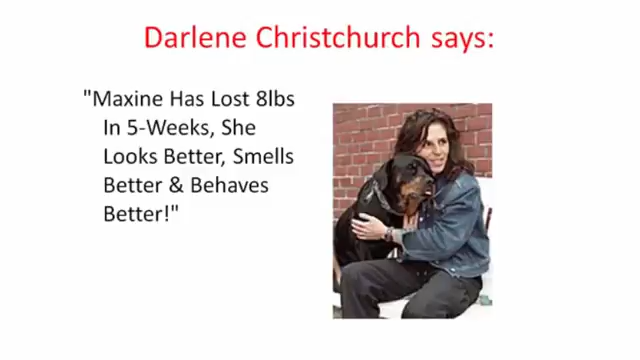 Darlene Christchurch says:
"Maxine Has Lost 8lbs
In 5-Weeks, She
Looks Better, Smells
Better & Behaves
Better!"